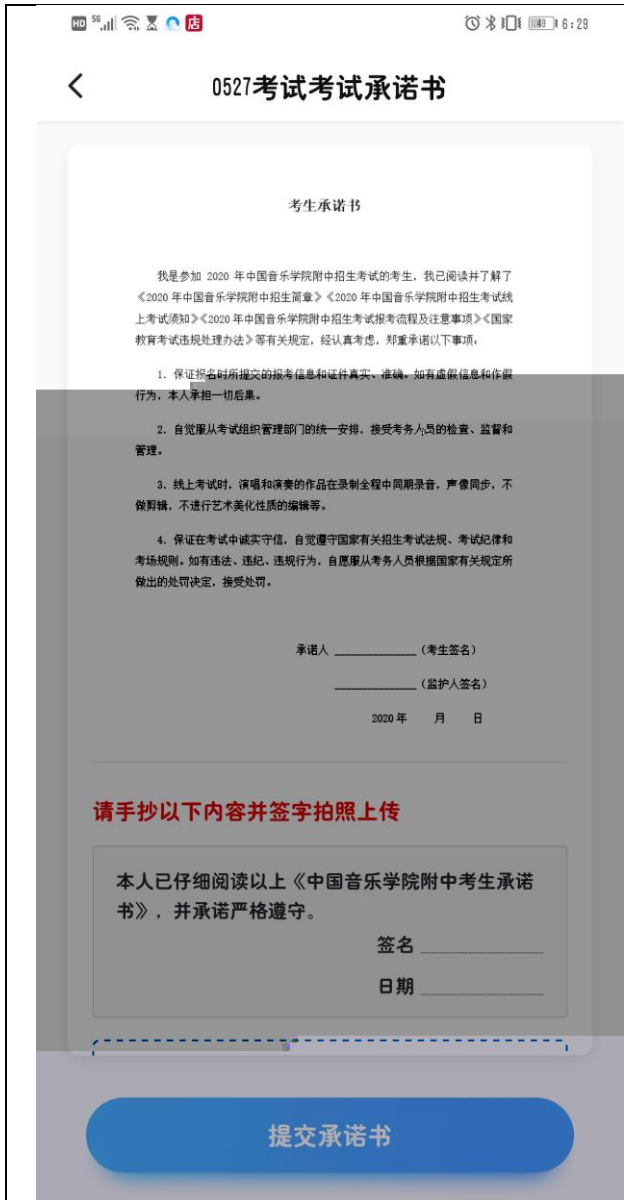 HD 5G 店 49 6:29
0527考试考试承诺书
考生承诺书
我是参加 2020 年中国音乐学院附中招生考试的考生，我已阅读并了解了
《2020 年中国音乐学院附中招生简章》《2020 年中国音乐学院附中招生考试线
上考试须知》《2020 年中国音乐学院附中招生考试报考流程及注意事项》《国家
教育考试违规处理办法》等有关规定，经认真考虑，郑重承诺以下事项：
1. 保证报名时所提交的报考信息和证件真实、准确。如有虚假信息和作假
行为，本人承担一切后果。
2. 自觉服从考试组织管理部门的统一安排，接受考务人员的检查、监督和
管理。
3. 线上考试时，演唱和演奏的作品在录制全程中同期录音，声像同步，不
做剪辑，不进行艺术美化性质的编辑等。
4. 保证在考试中诚实守信，自觉遵守国家有关招生考试法规、考试纪律和
考场规则。如有违法、违纪、违规行为，自愿服从考务人员根据国家有关规定所
做出的处罚决定，接受处罚。
承诺人 ______________（考生签名）
______________（监护人签名）
2020 年 月 日
请手抄以下内容并签字拍照上传
本人已仔细阅读以上《中国音乐学院附中考生承诺
书》，并承诺严格遵守。
签名 ____________
日期 ____________
提交承诺书